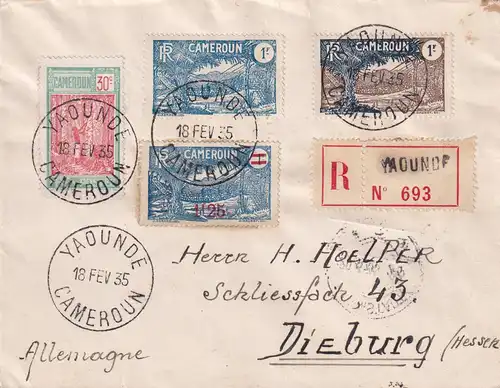 30c
CAMEROUN
RF CAMEROUN 1F
CAMEROUN 1F
CAMEROUN
1F25
YAOUNDE
18 FEV 35
CAMEROUN
YAOUNDE
18 FEV 35
CAMEROUN
YAOUNDE
18 FEV 35
CAMEROUN
R YAOUNDE
No 693
YAOUNDE
18 FEV 35
CAMEROUN
HERRN H. HOELPER
Schliessfach 43.
Dieburg (Hessen
Allemagne